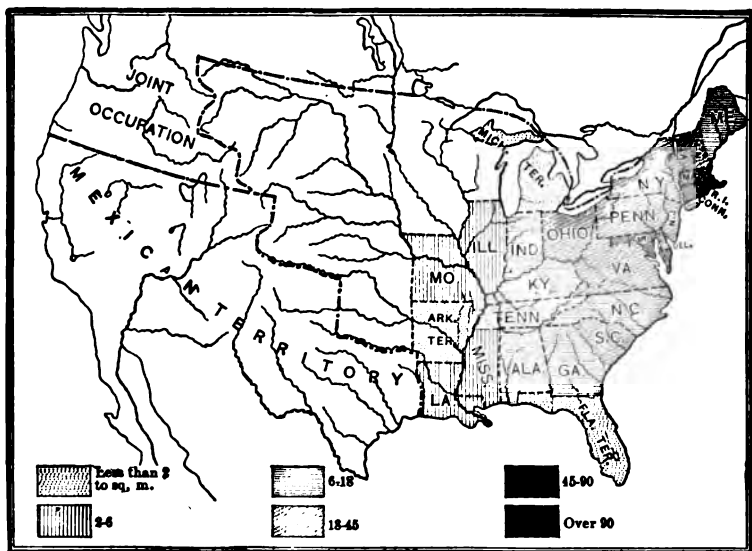 JOINT
OCCUPATION
MEXICAN TERRITORY
MICH.
TER.
N.Y.
R.I.
CONN.
PENN
OHIO
IND
ILL
DEL.
VA
MO
KY.
N.C
TENN
ARK.
TER.
S.C.
MISS
ALA
GA
LA
FLA TER.
Less than 2
to sq. m.
6-18
45-90
2-6
18-45
Over 90